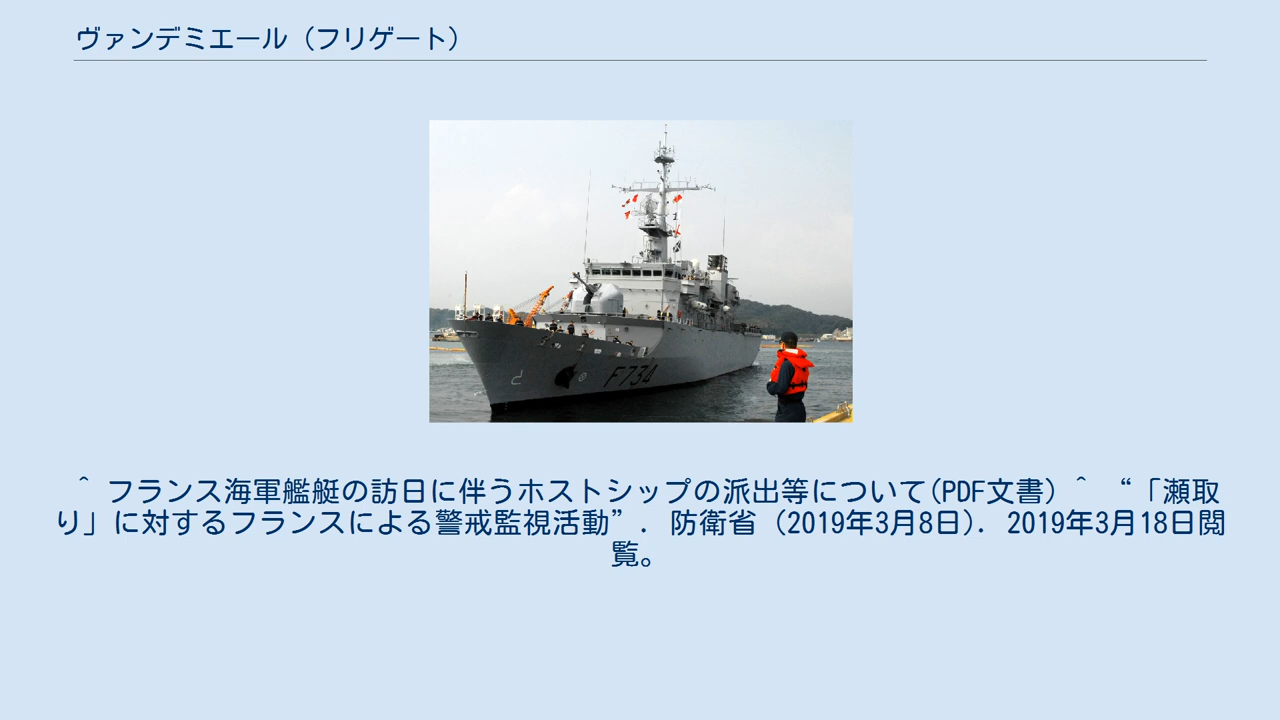 ヴァンデミエール（フリゲート）
F734
^ フランス海軍艦艇の訪日に伴うホストシップの派出等について(PDF文書) ^ “「瀬取
り」に対するフランスによる警戒監視活動”. 防衛省 (2019年3月8日). 2019年3月18日閲
覧。